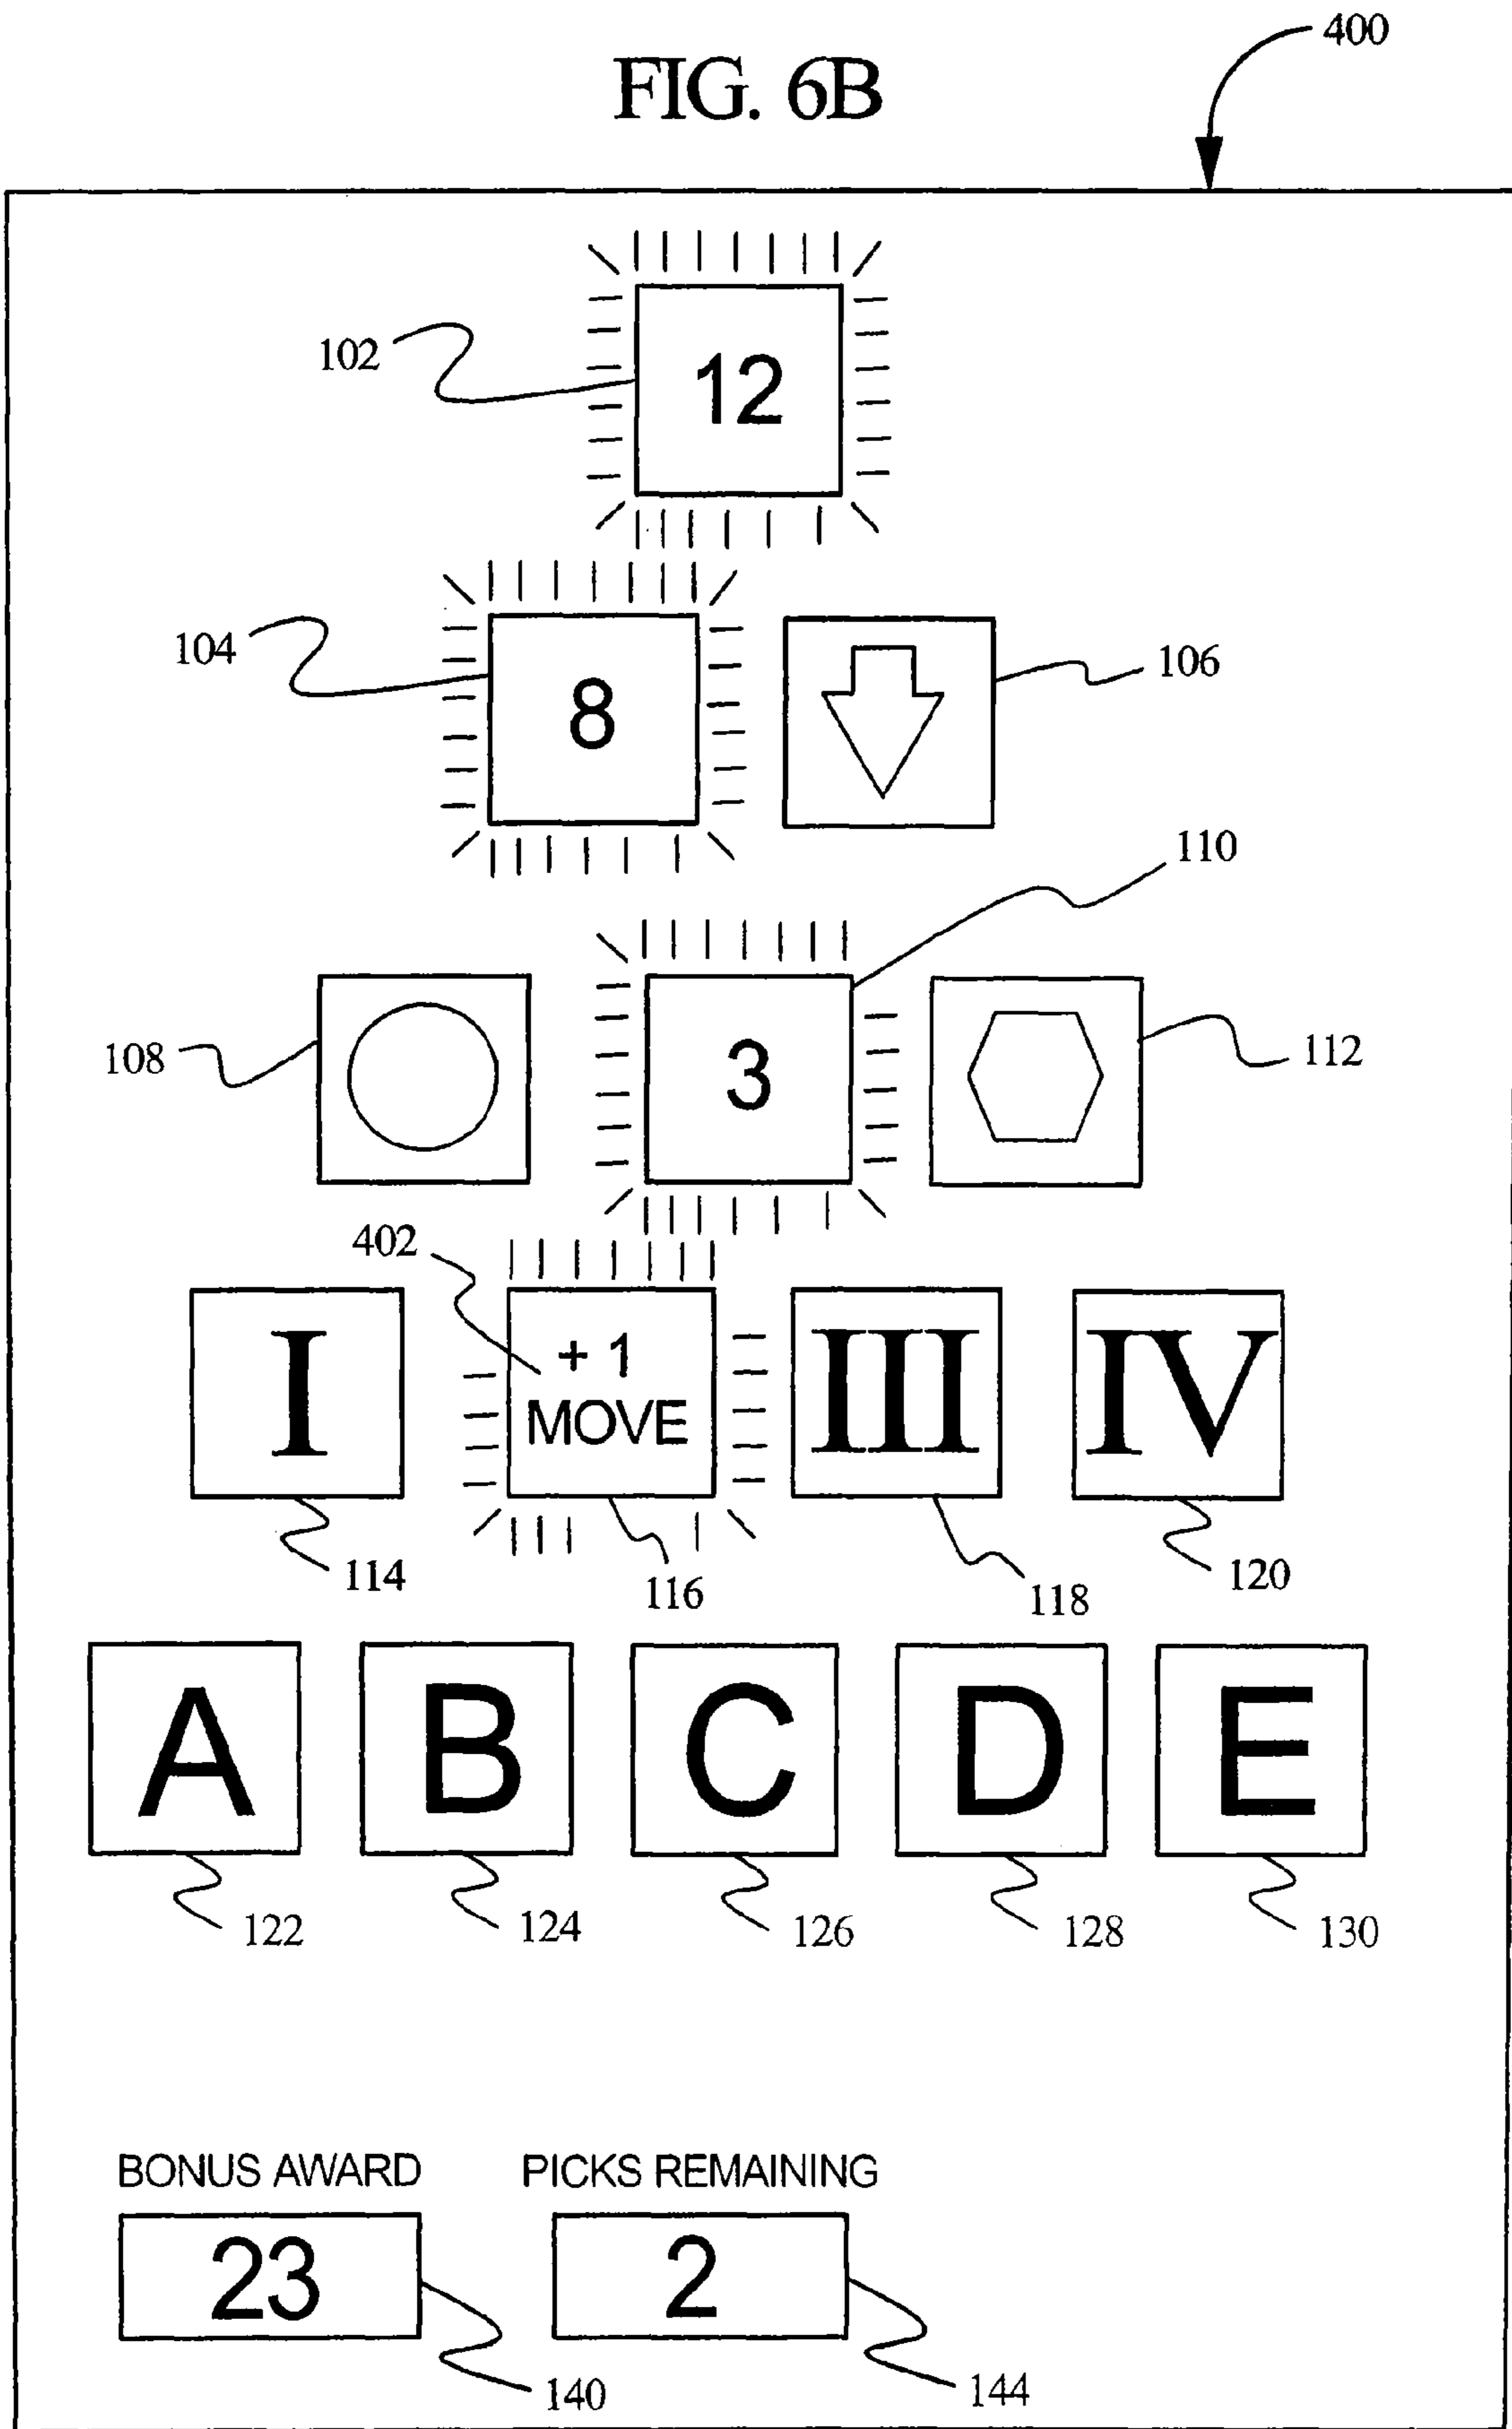 400
FIG. 6B
102
12
104
8
106
110
108
3
112
402
I
+ 1
MOVE
III
IV
114
116
118
120
A B C D E
122 124 126 128 130
BONUS AWARD PICKS REMAINING
23 2
140 144